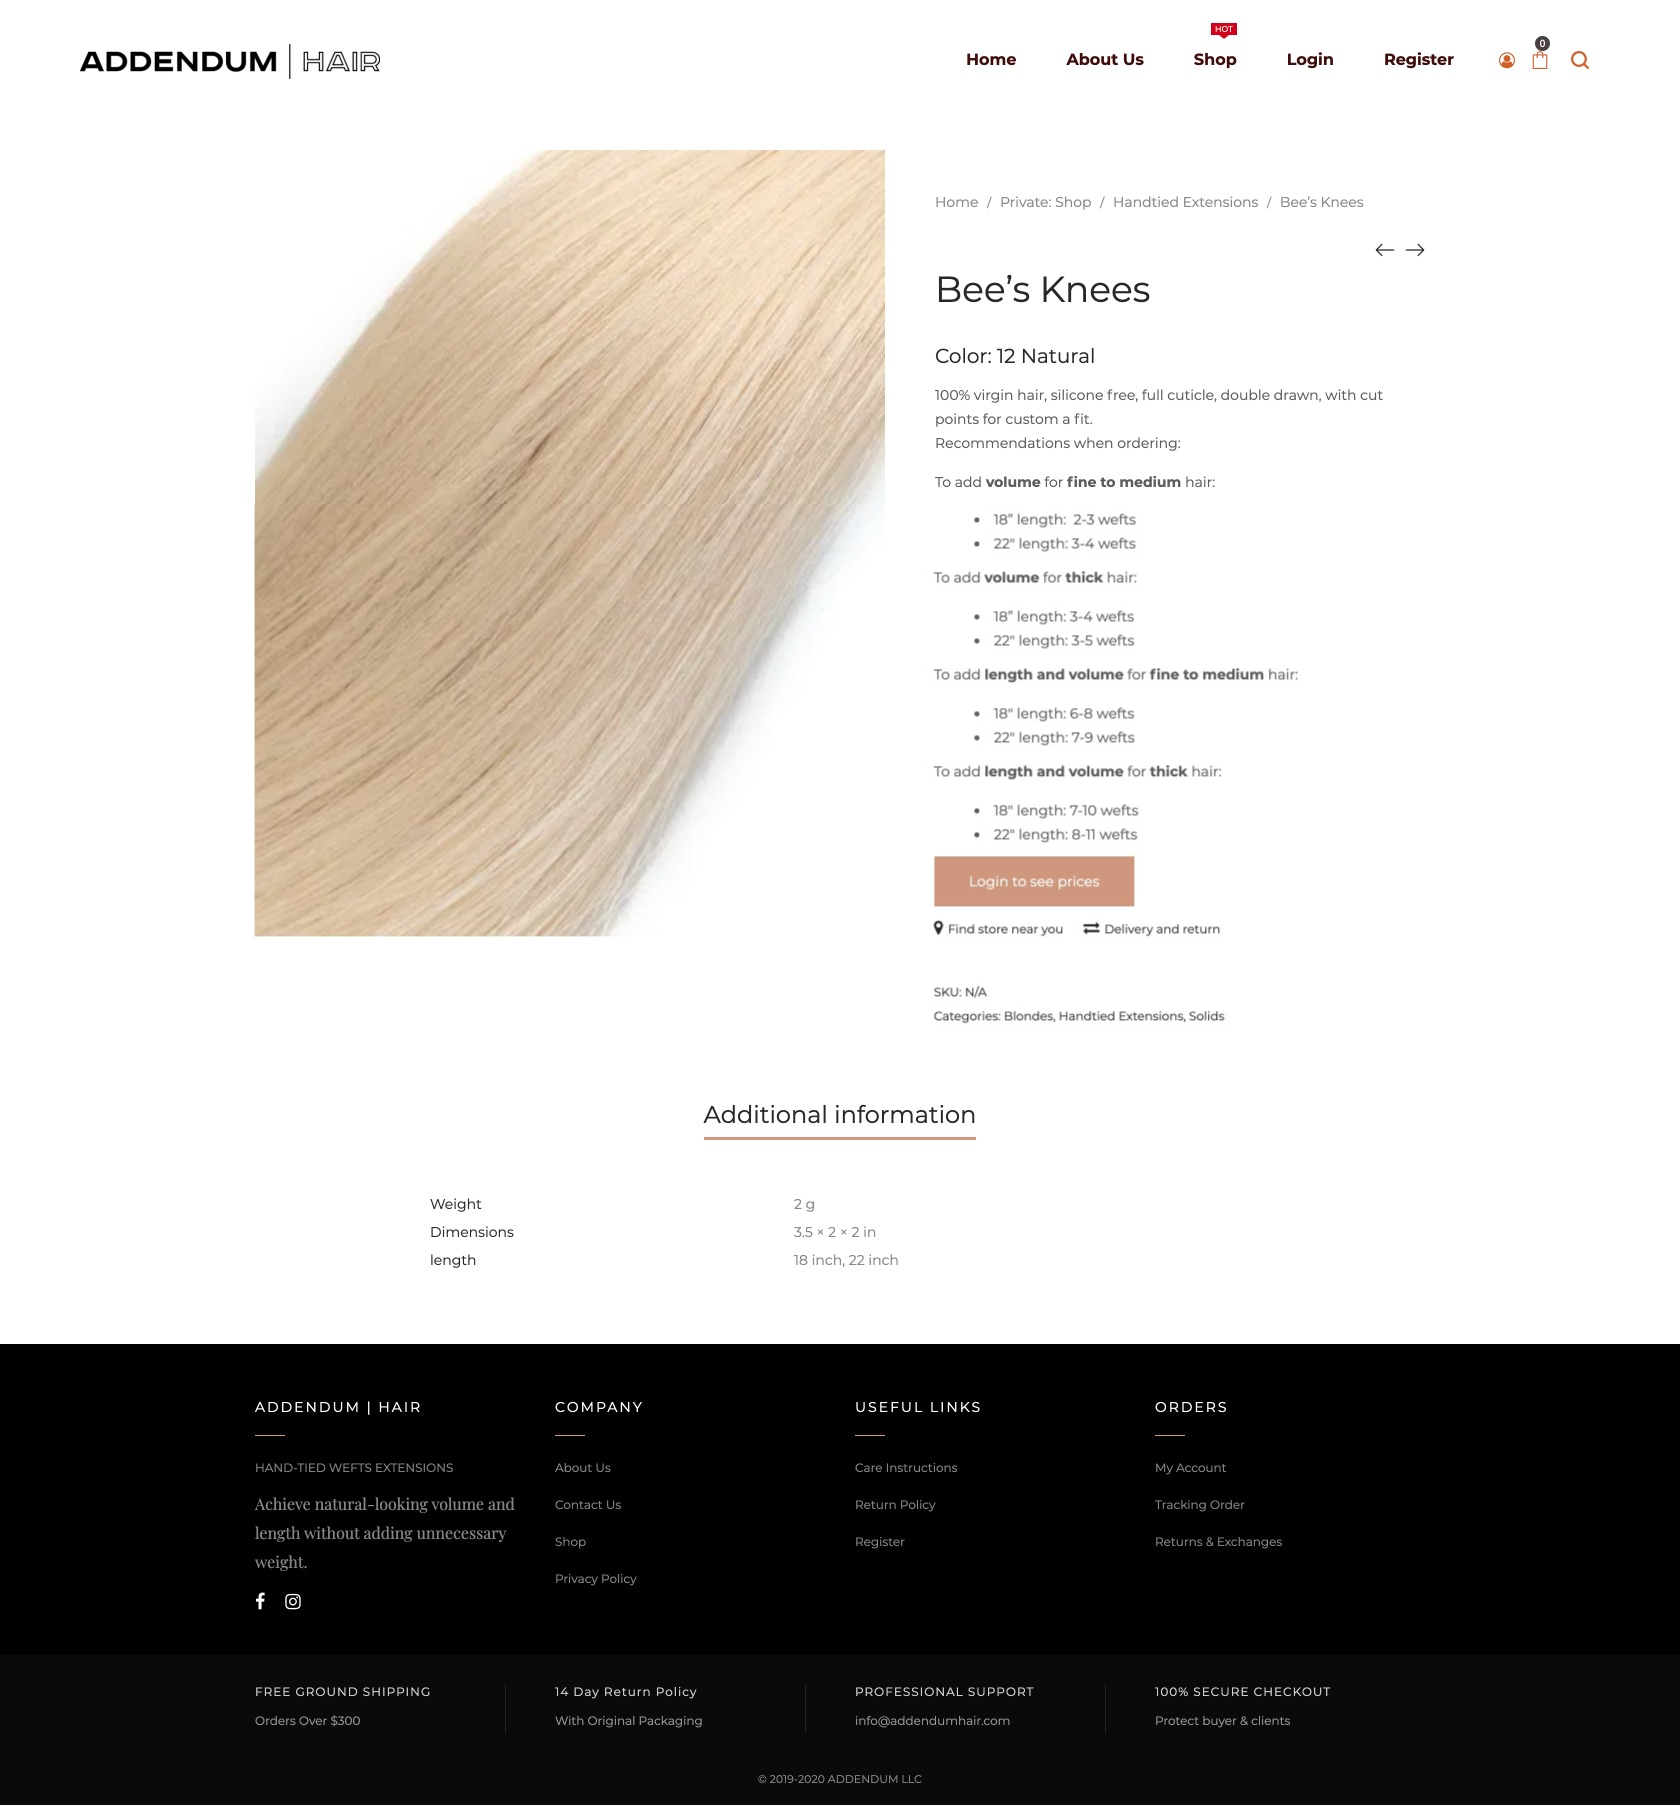 ADDENDUM | HAIR
Home
About Us
HOT
Shop
Login
Register
0
Home / Private: Shop / Handtied Extensions / Bee’s Knees
Bee’s Knees
Color: 12 Natural
100% virgin hair, silicone free, full cuticle, double drawn, with cut
points for custom a fit.
Recommendations when ordering:
To add volume for fine to medium hair:
• 18” length:  2-3 wefts
• 22" length: 3-4 wefts
To add volume for thick hair:
• 18” length: 3-4 wefts
• 22" length: 3-5 wefts
To add length and volume for fine to medium hair:
• 18" length: 6-8 wefts
• 22" length: 7-9 wefts
To add length and volume for thick hair:
• 18" length: 7-10 wefts
• 22" length: 8-11 wefts
Login to see prices
Find store near you
Delivery and return
SKU: N/A
Categories: Blondes, Handtied Extensions, Solids
Additional information
Weight 2 g
Dimensions 3.5 × 2 × 2 in
length 18 inch, 22 inch
ADDENDUM | HAIR
HAND-TIED WEFTS EXTENSIONS
Achieve natural-looking volume and
length without adding unnecessary
weight.
COMPANY
About Us
Contact Us
Shop
Privacy Policy
USEFUL LINKS
Care Instructions
Return Policy
Register
ORDERS
My Account
Tracking Order
Returns & Exchanges
FREE GROUND SHIPPING
Orders Over $300
14 Day Return Policy
With Original Packaging
PROFESSIONAL SUPPORT
info@addendumhair.com
100% SECURE CHECKOUT
Protect buyer & clients
© 2019-2020 ADDENDUM LLC